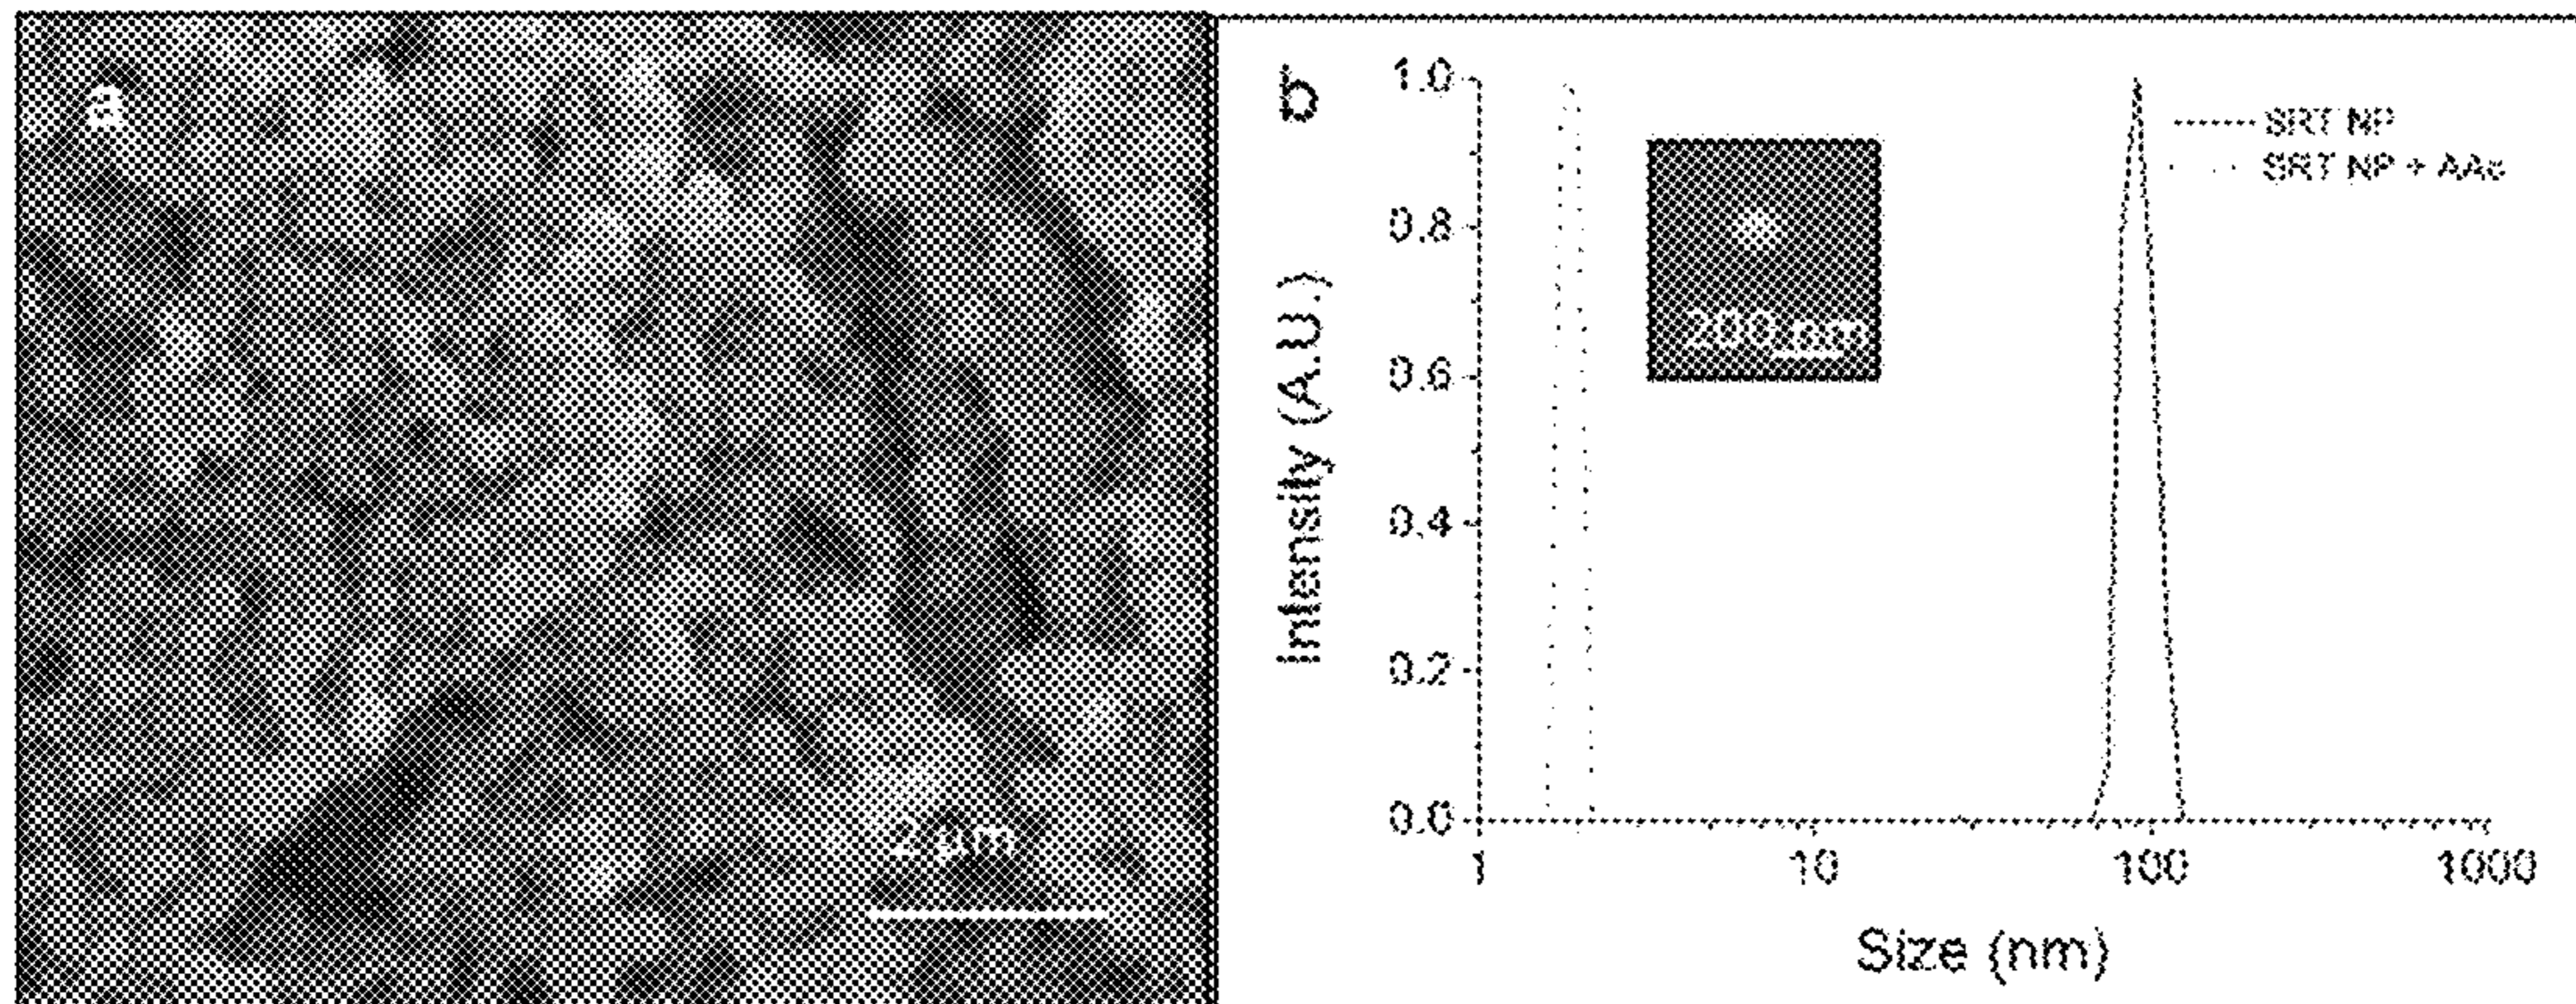 a
2 μm
b
1.0
0.8
0.6
0.4
0.2
0.0
Intensity (A.U.)
SRT NP
SRT NP + AAs
200 nm
1 10 100 1000
Size (nm)